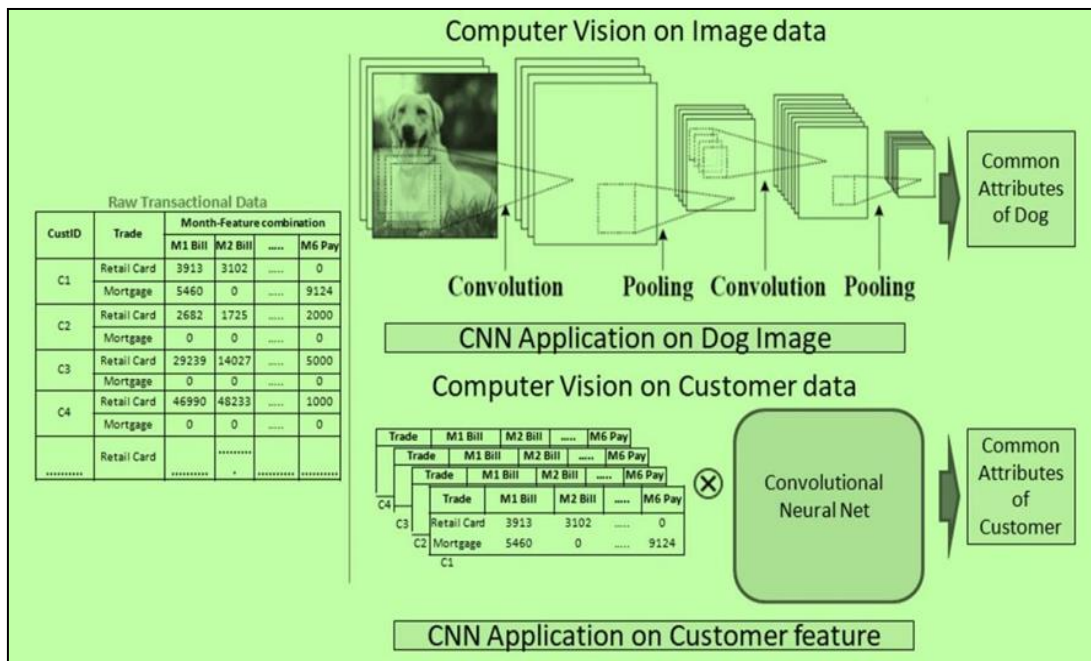 Computer Vision on Image data
Common
Attributes
of Dog
Convolution Pooling Convolution Pooling
CNN Application on Dog Image
Raw Transactional Data
CustID Trade Month-Feature combination
M1 Bill M2 Bill ..... M6 Pay
C1 Retail Card 3913 3102 ..... 0
Mortgage 5460 0 ..... 9124
C2 Retail Card 2682 1725 ..... 2000
Mortgage 0 0 ..... 0
C3 Retail Card 29239 14027 ..... 5000
Mortgage 0 0 ..... 0
C4 Retail Card 46990 48233 ..... 1000
Mortgage 0 0 ..... 0
.......... Retail Card .......... .......... .......... ..........
Computer Vision on Customer data
Trade M1 Bill M2 Bill ..... M6 Pay
Trade M1 Bill M2 Bill ..... M6 Pay
Trade M1 Bill M2 Bill ..... M6 Pay
Trade M1 Bill M2 Bill ..... M6 Pay
Retail Card 3913 3102 ..... 0
Mortgage 5460 0 ..... 9124
C4
C3
C2
C1
Convolutional
Neural Net
Common
Attributes
of
Customer
CNN Application on Customer feature